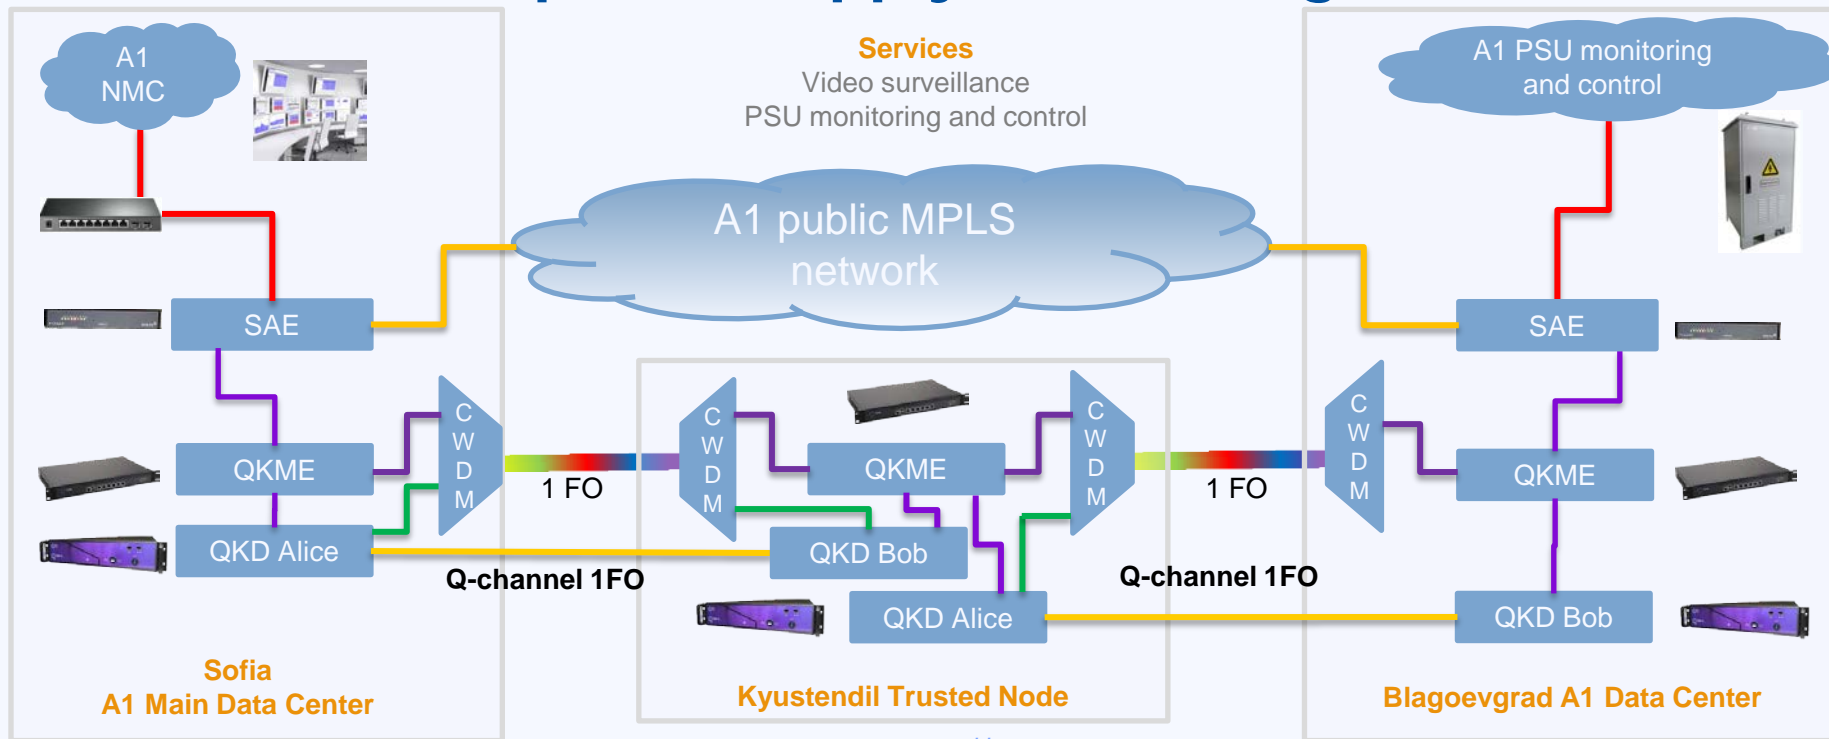 Services
Video surveillance
PSU monitoring and control
A1
NMC
A1 PSU monitoring
and control
A1 public MPLS
network
SAE
SAE
C
W
D
M
C
W
D
M
C
W
D
M
C
W
D
M
QKME
1 FO
QKME
1 FO
QKME
QKD Alice
QKD Bob
Q-channel 1FO
Q-channel 1FO
QKD Alice
QKD Bob
Sofia
A1 Main Data Center
Kyustendil Trusted Node
Blagoevgrad A1 Data Center